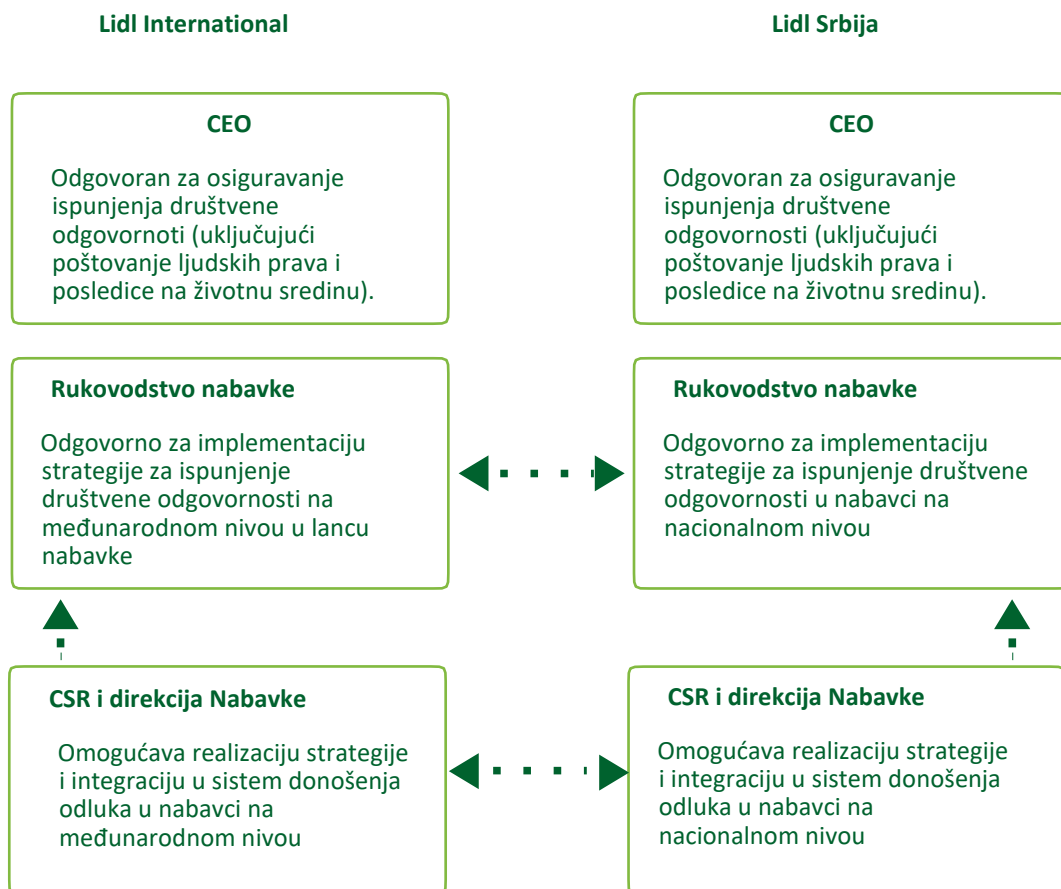 Lidl International
Lidl Srbija
CEO
Odgovoran za osiguravanje
ispunjenja društvene
odgovornoti (uključujući
poštovanje ljudskih prava i
posledice na životnu sredinu).
CEO
Odgovoran za osiguravanje
ispunjenja društvene
odgovornosti (uključujući
poštovanje ljudskih prava i
posledice na životnu sredinu).
Rukovodstvo nabavke
Odgovorno za implementaciju
strategije za ispunjenje
društvene odgovornosti na
međunarodnom nivou u lancu
nabavke
Rukovodstvo nabavke
Odgovorno za implementaciju
strategije za ispunjenje društvene
odgovornosti u nabavci na
nacionalnom nivou
CSR i direkcija Nabavke
Omogućava realizaciju strategije
i integraciju u sistem donošenja
odluka u nabavci na
međunarodnom nivou
CSR i direkcija Nabavke
Omogućava realizaciju strategije
i integraciju u sistem donošenja
odluka u nabavci na
nacionalnom nivou